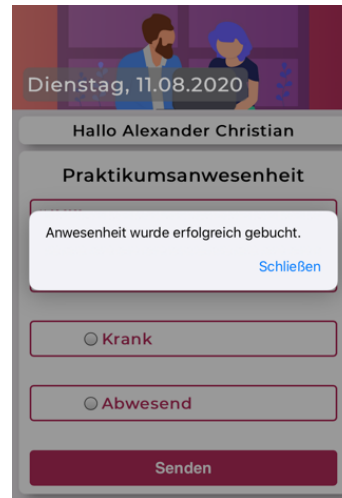 Dienstag, 11.08.2020
Hallo Alexander Christian
Praktikumsanwesenheit
Anwesenheit wurde erfolgreich gebucht.
Schließen
Krank
Abwesend
Senden